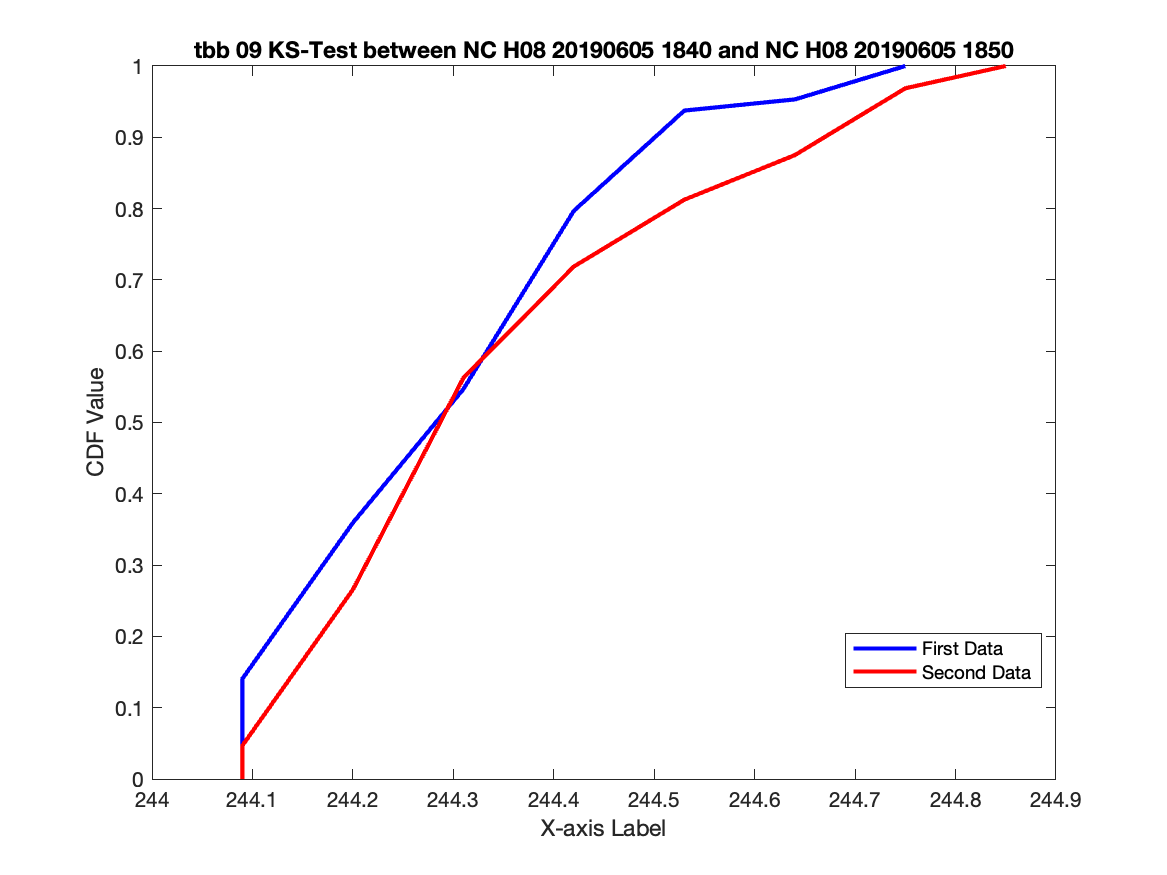 tbb 09 KS-Test between NC H08 20190605 1840 and NC H08 20190605 1850
1
0.9
0.8
0.7
0.6
0.5
0.4
0.3
0.2
0.1
0
CDF Value
First Data
Second Data
244 244.1 244.2 244.3 244.4 244.5 244.6 244.7 244.8 244.9
X-axis Label